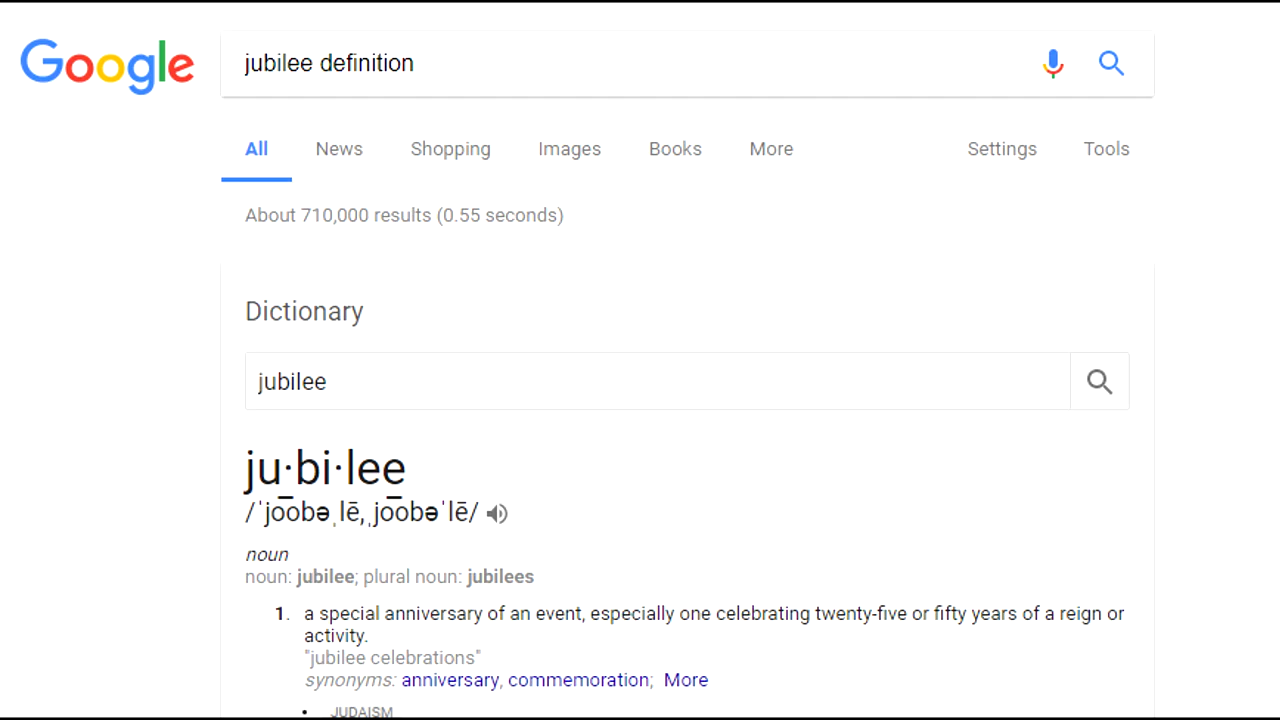 Google jubilee definition
All News Shopping Images Books More Settings Tools
About 710,000 results (0.55 seconds)
Dictionary
jubilee
ju·bi·lee
/ˈjo͞obəˌlē,ˌjo͞obəˈlē/
noun
noun: jubilee; plural noun: jubilees
1. a special anniversary of an event, especially one celebrating twenty-five or fifty years of a reign or
activity.
"jubilee celebrations"
synonyms: anniversary, commemoration; More
• JUDAISM